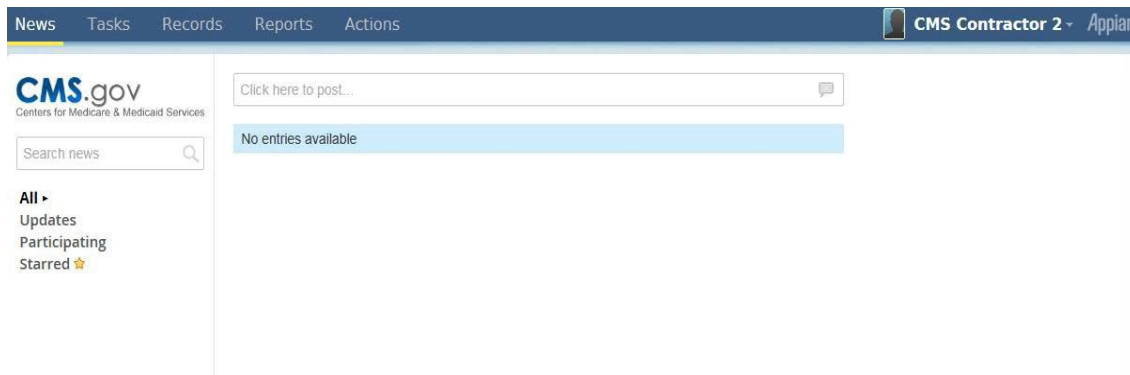 News Tasks Records Reports Actions CMS Contractor 2 Appian
CMS.gov
Centers for Medicare & Medicaid Services
Search news
All
Updates
Participating
Starred
Click here to post...
No entries available